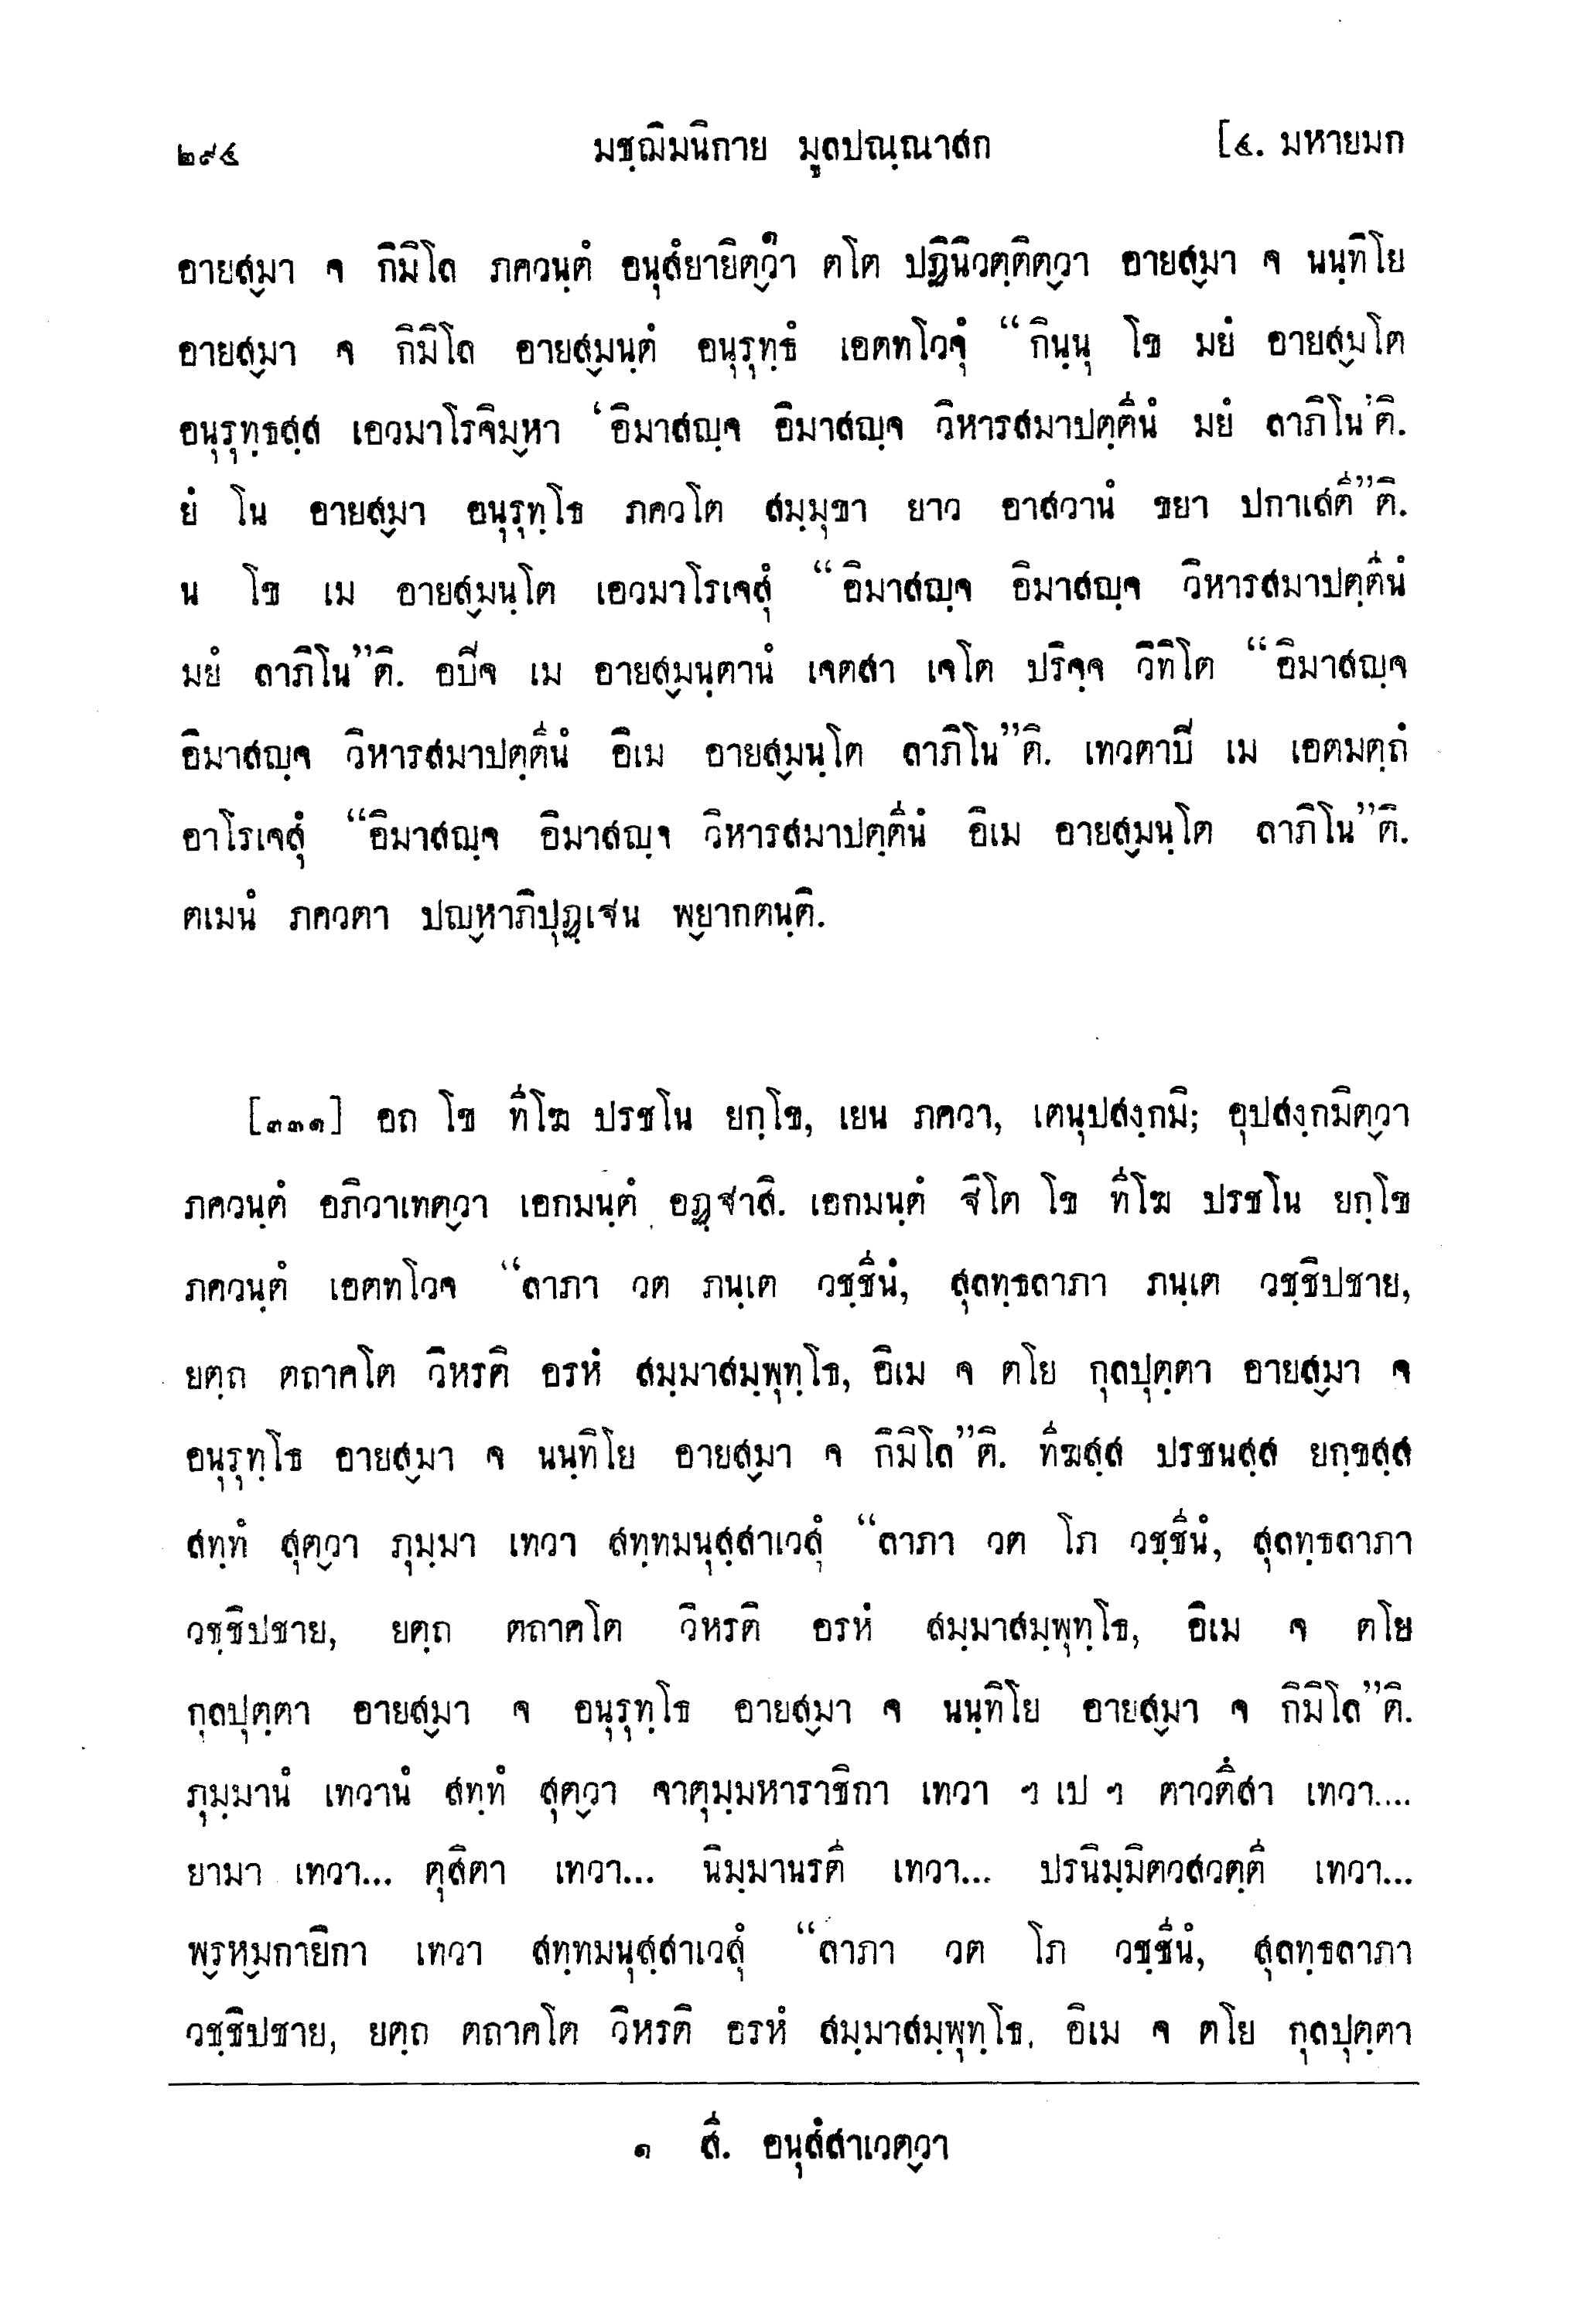 ๒๙๔ มชฺฌิมนิกาย มูลปณฺณาสก [๔. มหายมก
อายสฺมา จ กิมิโล ภควนฺตํ อนุสํยายิตฺวา๑ ตโต ปฏินิวตฺติตฺวา อายสฺมา จ นนฺทิโย
อายสฺมา จ กิมิโล อายสฺมนฺตํ อนุรุทฺธํ เอตทโวจุํ “กินฺนุ โข มยํ อายสฺมโต
อนุรุทฺธสฺส เอวมาโรจิมฺหา ‘อิมาสญฺจ อิมาสญฺจ วิหารสมาปตฺตีนํ มยํ ลาภิโน’ติ.
ยํ โน อายสฺมา อนุรุทฺโธ ภควโต สมฺมุขา ยาว อาสวานํ ขยา ปกาเสตี”ติ.
น โข เม อายสฺมนฺโต เอวมาโรเจสุํ “อิมาสญฺจ อิมาสญฺจ วิหารสมาปตฺตีนํ
มยํ ลาภิโน”ติ. อปิจ เม อายสฺมนฺตานํ เจตสา เจโต ปริจฺจ วิทิโต “อิมาสญฺจ
อิมาสญฺจ วิหารสมาปตฺตีนํ อิเม อายสฺมนฺโต ลาภิโน”ติ. เทวตาปิ เม เอตมตฺถํ
อาโรเจสุํ “อิมาสญฺจ อิมาสญฺจ วิหารสมาปตฺตีนํ อิเม อายสฺมนฺโต ลาภิโน”ติ.
ตเมนํ ภควตา ปญฺหาภิปุฏฺเฐน พฺยากตนฺติ.
[๓๓๑] อถ โข ทีโฆ ปรชโน ยกฺโข, เยน ภควา, เตนุปสงฺกมิ; อุปสงฺกมิตฺวา
ภควนฺตํ อภิวาเทตฺวา เอกมนฺตํ อฏฺฐาสิ. เอกมนฺตํ ฐิโต โข ทีโฆ ปรชโน ยกฺโข
ภควนฺตํ เอตทโวจ “ลาภา วต ภนฺเต วชฺชีนํ, สุลทฺธลาภา ภนฺเต วชฺชิปชาย,
ยตฺถ ตถาคโต วิหรติ อรหํ สมฺมาสมฺพุทฺโธ, อิเม จ ตโย กุลปุตฺตา อายสฺมา จ
อนุรุทฺโธ อายสฺมา จ นนฺทิโย อายสฺมา จ กิมิโล”ติ. ทีฆสฺส ปรชนสฺส ยกฺขสฺส
สทฺทํ สุตฺวา ภุมฺมา เทวา สทฺทมนุสฺสาเวสุํ “ลาภา วต โภ วชฺชีนํ, สุลทฺธลาภา
วชฺชิปชาย, ยตฺถ ตถาคโต วิหรติ อรหํ สมฺมาสมฺพุทฺโธ, อิเม จ ตโย
กุลปุตฺตา อายสฺมา จ อนุรุทฺโธ อายสฺมา จ นนฺทิโย อายสฺมา จ กิมิโล”ติ.
ภุมฺมานํ เทวานํ สทฺทํ สุตฺวา จาตุมฺมหาราชิกา เทวา ฯ เป ฯ ตาวตึสา เทวา....
ยามา เทวา... ตุสิตา เทวา... นิมฺมานรตี เทวา... ปรนิมฺมิตวสวตฺตี เทวา...
พฺรหฺมกายิกา เทวา สทฺทมนุสฺสาเวสุํ “ลาภา วต โภ วชฺชีนํ, สุลทฺธลาภา
วชฺชิปชาย, ยตฺถ ตถาคโต วิหรติ อรหํ สมฺมาสมฺพุทฺโธ, อิเม จ ตโย กุลปุตฺตา
๑ สี. อนุสํสาเวตฺวา